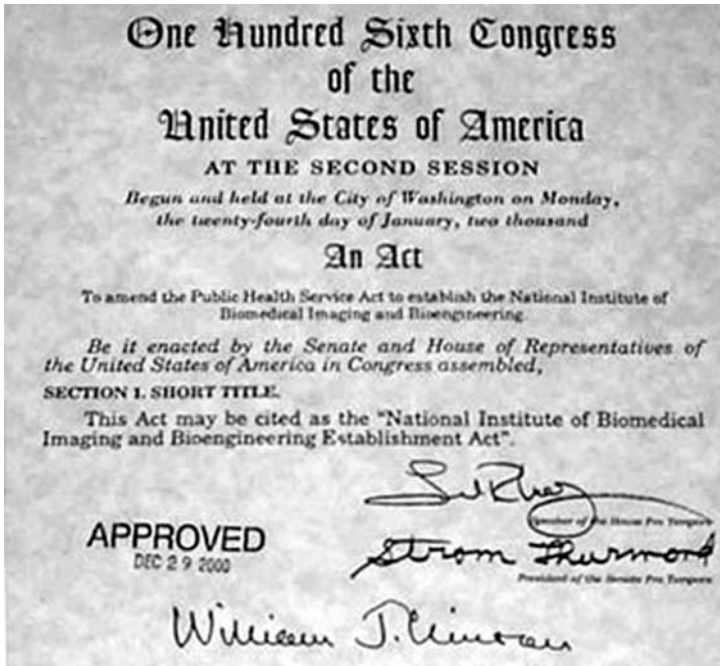 One Hundred Sixth Congress
of the
United States of America
AT THE SECOND SESSION
Begun and held at the City of Washington on Monday,
the twenty-fourth day of January, two thousand
An Act
To amend the Public Health Service Act to establish the National Institute of
Biomedical Imaging and Bioengineering.
Be it enacted by the Senate and House of Representatives of
the United States of America in Congress assembled,
SECTION 1. SHORT TITLE.
This Act may be cited as the "National Institute of Biomedical
Imaging and Bioengineering Establishment Act".
Speaker of the House Pro Tempore
APPROVED
DEC 29 2000
Strom Thurmond
President of the Senate Pro Tempore
William J. Clinton